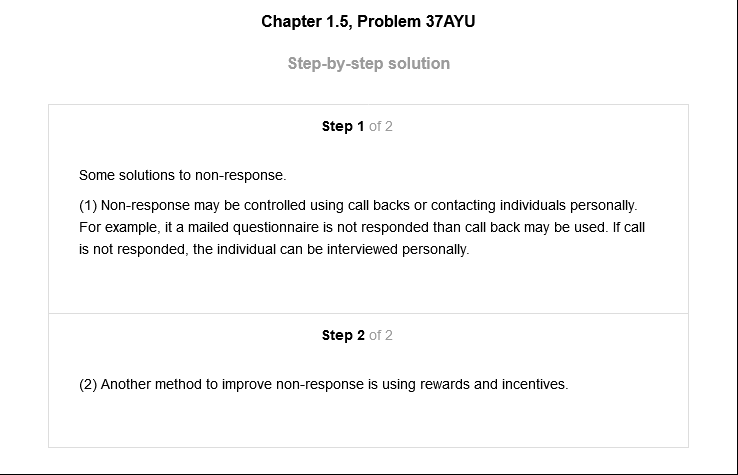 Chapter 1.5, Problem 37AYU
Step-by-step solution
Step 1 of 2
Some solutions to non-response.
(1) Non-response may be controlled using call backs or contacting individuals personally.
For example, it a mailed questionnaire is not responded than call back may be used. If call
is not responded, the individual can be interviewed personally.
Step 2 of 2
(2) Another method to improve non-response is using rewards and incentives.